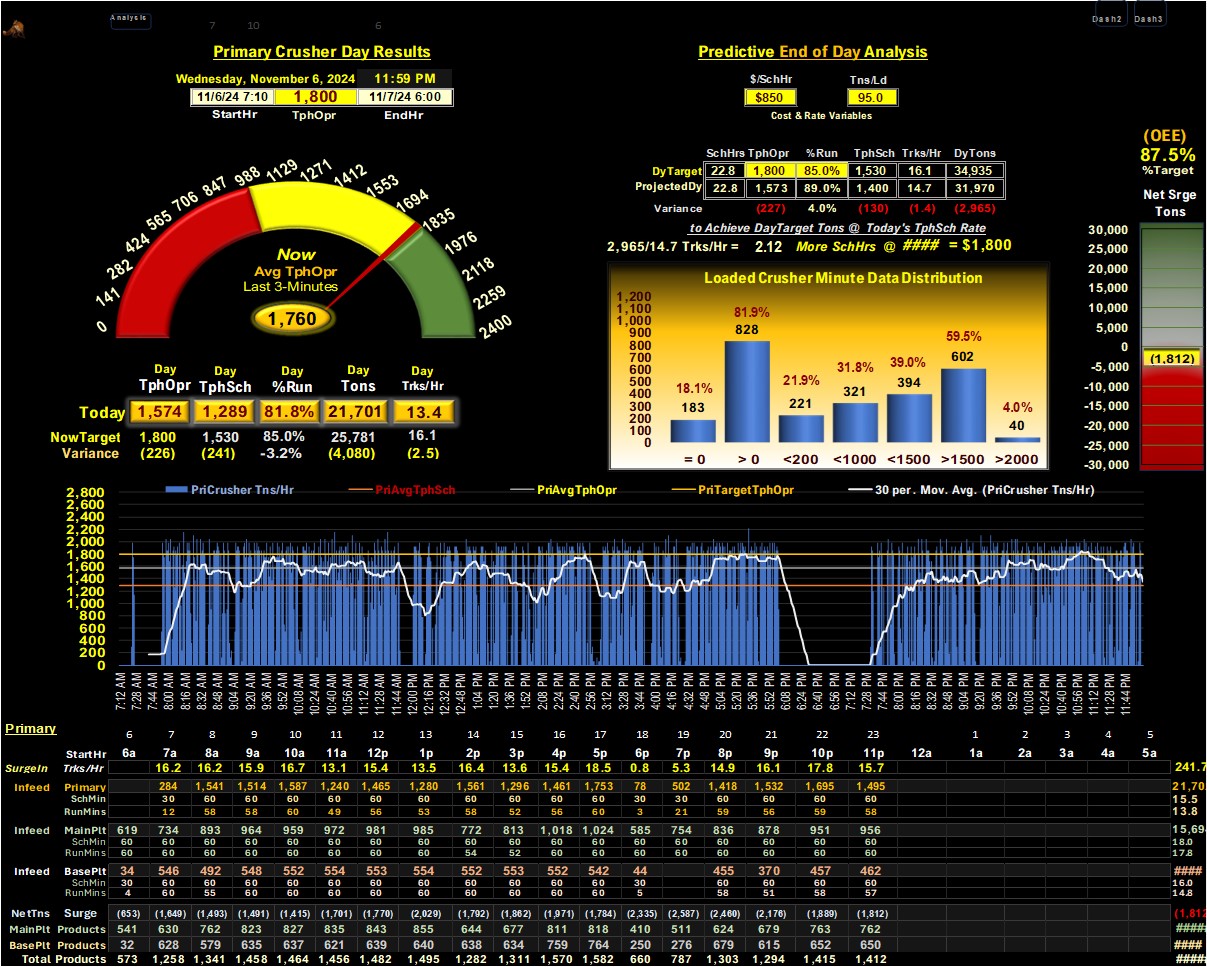 Analysis 7 10 6 Dash2 Dash3
Primary Crusher Day Results
Wednesday, November 6, 2024 11:59 PM
11/6/24 7:10 1,800 11/7/24 6:00
StartHr TphOpr EndHr
0 141 282 424 565 706 847 988 1129 1271 1412 1553 1694 1835 1976 2118 2259 2400
Now
Avg TphOpr
Last 3-Minutes
1,760
Day Day Day Day Day
TphOpr TphSch %Run Tons Trks/Hr
Today 1,574 1,289 81.8% 21,701 13.4
NowTarget 1,800 1,530 85.0% 25,781 16.1
Variance (226) (241) -3.2% (4,080) (2.5)
Predictive End of Day Analysis
$/SchHr Tns/Ld
$850 95.0
Cost & Rate Variables
SchHrs TphOpr %Run TphSch Trks/Hr DyTons
DyTarget 22.8 1,800 85.0% 1,530 16.1 34,935
ProjectedDy 22.8 1,573 89.0% 1,400 14.7 31,970
Variance (227) 4.0% (130) (1.4) (2,965)
to Achieve DayTarget Tons @ Today's TphSch Rate
2,965/14.7 Trks/Hr = 2.12 More SchHrs @ #### = $1,800
Loaded Crusher Minute Data Distribution
1,200
1,100
1,000
900
800
700
600
500
400
300
200
100
0
18.1% 81.9% 21.9% 31.8% 39.0% 59.5% 4.0%
183 828 221 321 394 602 40
= 0 > 0 <200 <1000 <1500 >1500 >2000
(OEE)
87.5%
%Target
Net Srge
Tons
30,000
25,000
20,000
15,000
10,000
5,000
0
(1,812)
-5,000
-10,000
-15,000
-20,000
-25,000
-30,000
PriCrusher Tns/Hr PriAvgTphSch PriAvgTphOpr PriTargetTphOpr 30 per. Mov. Avg. (PriCrusher Tns/Hr)
2,800
2,600
2,400
2,200
2,000
1,800
1,600
1,400
1,200
1,000
800
600
400
200
0
7:12 AM 7:28 AM 7:44 AM 8:00 AM 8:16 AM 8:32 AM 8:48 AM 9:04 AM 9:20 AM 9:36 AM 9:52 AM 10:08 AM 10:24 AM 10:40 AM 10:56 AM 11:12 AM 11:28 AM 11:44 AM 12:00 PM 12:16 PM 12:32 PM 12:48 PM 1:04 PM 1:20 PM 1:36 PM 1:52 PM 2:08 PM 2:24 PM 2:40 PM 2:56 PM 3:12 PM 3:28 PM 3:44 PM 4:00 PM 4:16 PM 4:32 PM 4:48 PM 5:04 PM 5:20 PM 5:36 PM 5:52 PM 6:08 PM 6:24 PM 6:40 PM 6:56 PM 7:12 PM 7:28 PM 7:44 PM 8:00 PM 8:16 PM 8:32 PM 8:48 PM 9:04 PM 9:20 PM 9:36 PM 9:52 PM 10:08 PM 10:24 PM 10:40 PM 10:56 PM 11:12 PM 11:28 PM 11:44 PM
Primary
6 7 8 9 10 11 12 13 14 15 16 17 18 19 20 21 22 23 1 2 3 4 5
StartHr 6a 7a 8a 9a 10a 11a 12p 1p 2p 3p 4p 5p 6p 7p 8p 9p 10p 11p 12a 1a 2a 3a 4a 5a
SurgeIn Trks/Hr 16.2 16.2 15.9 16.7 13.1 15.4 13.5 16.4 13.6 15.4 18.5 0.8 5.3 14.9 16.1 17.8 15.7 241.7
Infeed Primary 284 1,541 1,514 1,587 1,240 1,465 1,280 1,561 1,296 1,461 1,753 78 502 1,418 1,532 1,695 1,495 21,70
SchMin 30 60 60 60 60 60 60 60 60 60 60 30 30 60 60 60 60 15.5
RunMins 12 58 58 60 49 56 53 58 52 56 60 3 21 59 56 59 58 13.8
Infeed MainPlt 619 734 893 964 959 972 981 985 772 813 1,018 1,024 585 754 836 878 951 956 15,694
SchMin 60 60 60 60 60 60 60 60 60 60 60 60 60 60 60 60 60 60 18.0
RunMins 60 60 60 60 60 60 60 60 54 52 60 60 60 60 60 60 60 60 17.8
Infeed BasePlt 34 546 492 548 552 554 553 554 552 553 552 542 44 455 370 457 462 ####
SchMin 30 60 60 60 60 60 60 60 60 60 60 60 30 60 60 60 60 16.0
RunMins 4 60 55 60 60 60 60 60 60 60 60 60 5 58 51 58 57 14.8
NetTns Surge (653) (1,649) (1,493) (1,491) (1,415) (1,701) (1,770) (2,029) (1,792) (1,862) (1,971) (1,784) (2,335) (2,587) (2,460) (2,176) (1,889) (1,812) (1,812
MainPlt Products 541 630 762 823 827 835 843 855 644 677 811 818 410 511 624 679 763 762 ####
BasePlt Products 32 628 579 635 637 621 639 640 638 634 759 764 250 276 679 615 652 650 ####
Total Products 573 1,258 1,341 1,458 1,464 1,456 1,482 1,495 1,282 1,311 1,570 1,582 660 787 1,303 1,294 1,415 1,412 ####